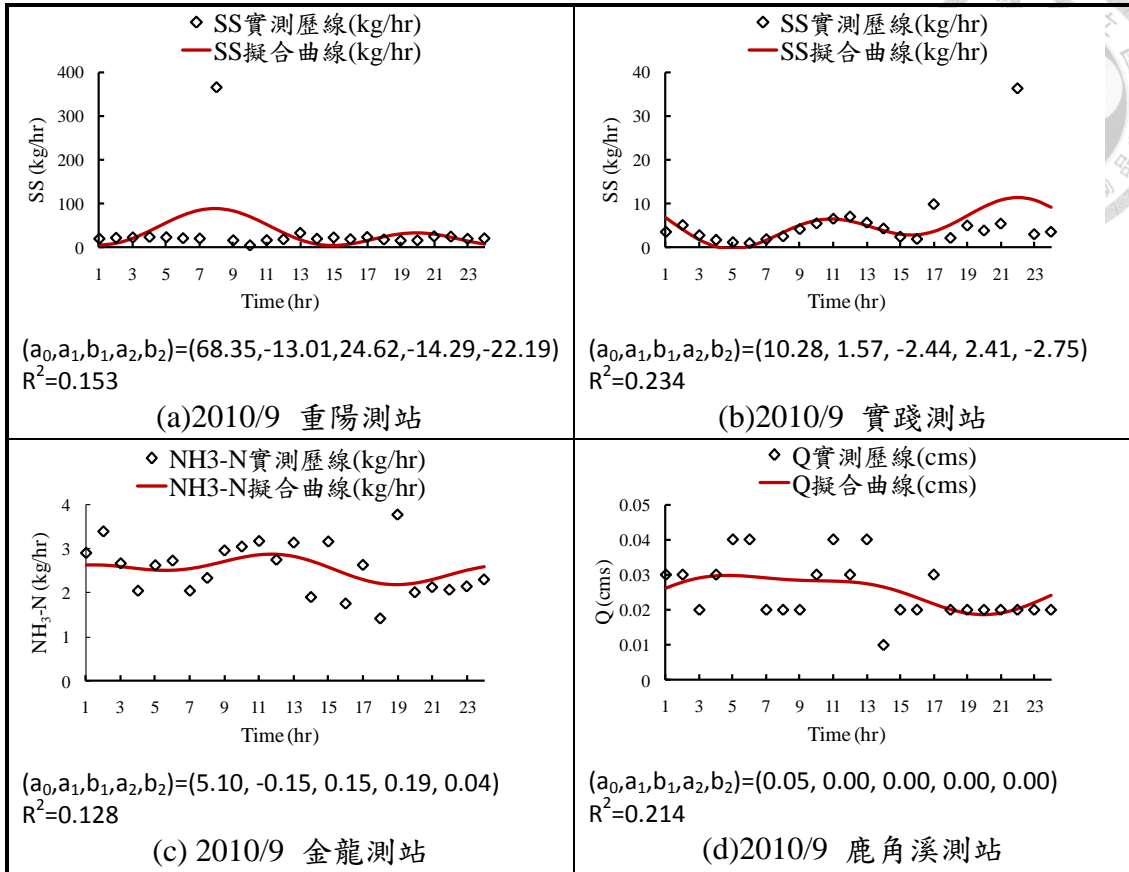 SS實測歷線(kg/hr)
SS擬合曲線(kg/hr)
400
300
200
100
0
SS (kg/hr)
1 3 5 7 9 11 13 15 17 19 21 23
Time (hr)
(a₀,a₁,b₁,a₂,b₂)=(68.35,-13.01,24.62,-14.29,-22.19)
R²=0.153
(a)2010/9 重陽測站
SS實測歷線(kg/hr)
SS擬合曲線(kg/hr)
40
30
20
10
0
SS (kg/hr)
1 3 5 7 9 11 13 15 17 19 21 23
Time (hr)
(a₀,a₁,b₁,a₂,b₂)=(10.28, 1.57, -2.44, 2.41, -2.75)
R²=0.234
(b)2010/9 實踐測站
NH3-N實測歷線(kg/hr)
NH3-N擬合曲線(kg/hr)
4
3
2
1
0
NH₃-N (kg/hr)
1 3 5 7 9 11 13 15 17 19 21 23
Time (hr)
(a₀,a₁,b₁,a₂,b₂)=(5.10, -0.15, 0.15, 0.19, 0.04)
R²=0.128
(c) 2010/9 金龍測站
Q實測歷線(cms)
Q擬合曲線(cms)
0.05
0.04
0.03
0.02
0.01
0
Q (cms)
1 3 5 7 9 11 13 15 17 19 21 23
Time (hr)
(a₀,a₁,b₁,a₂,b₂)=(0.05, 0.00, 0.00, 0.00, 0.00)
R²=0.214
(d)2010/9 鹿角溪測站